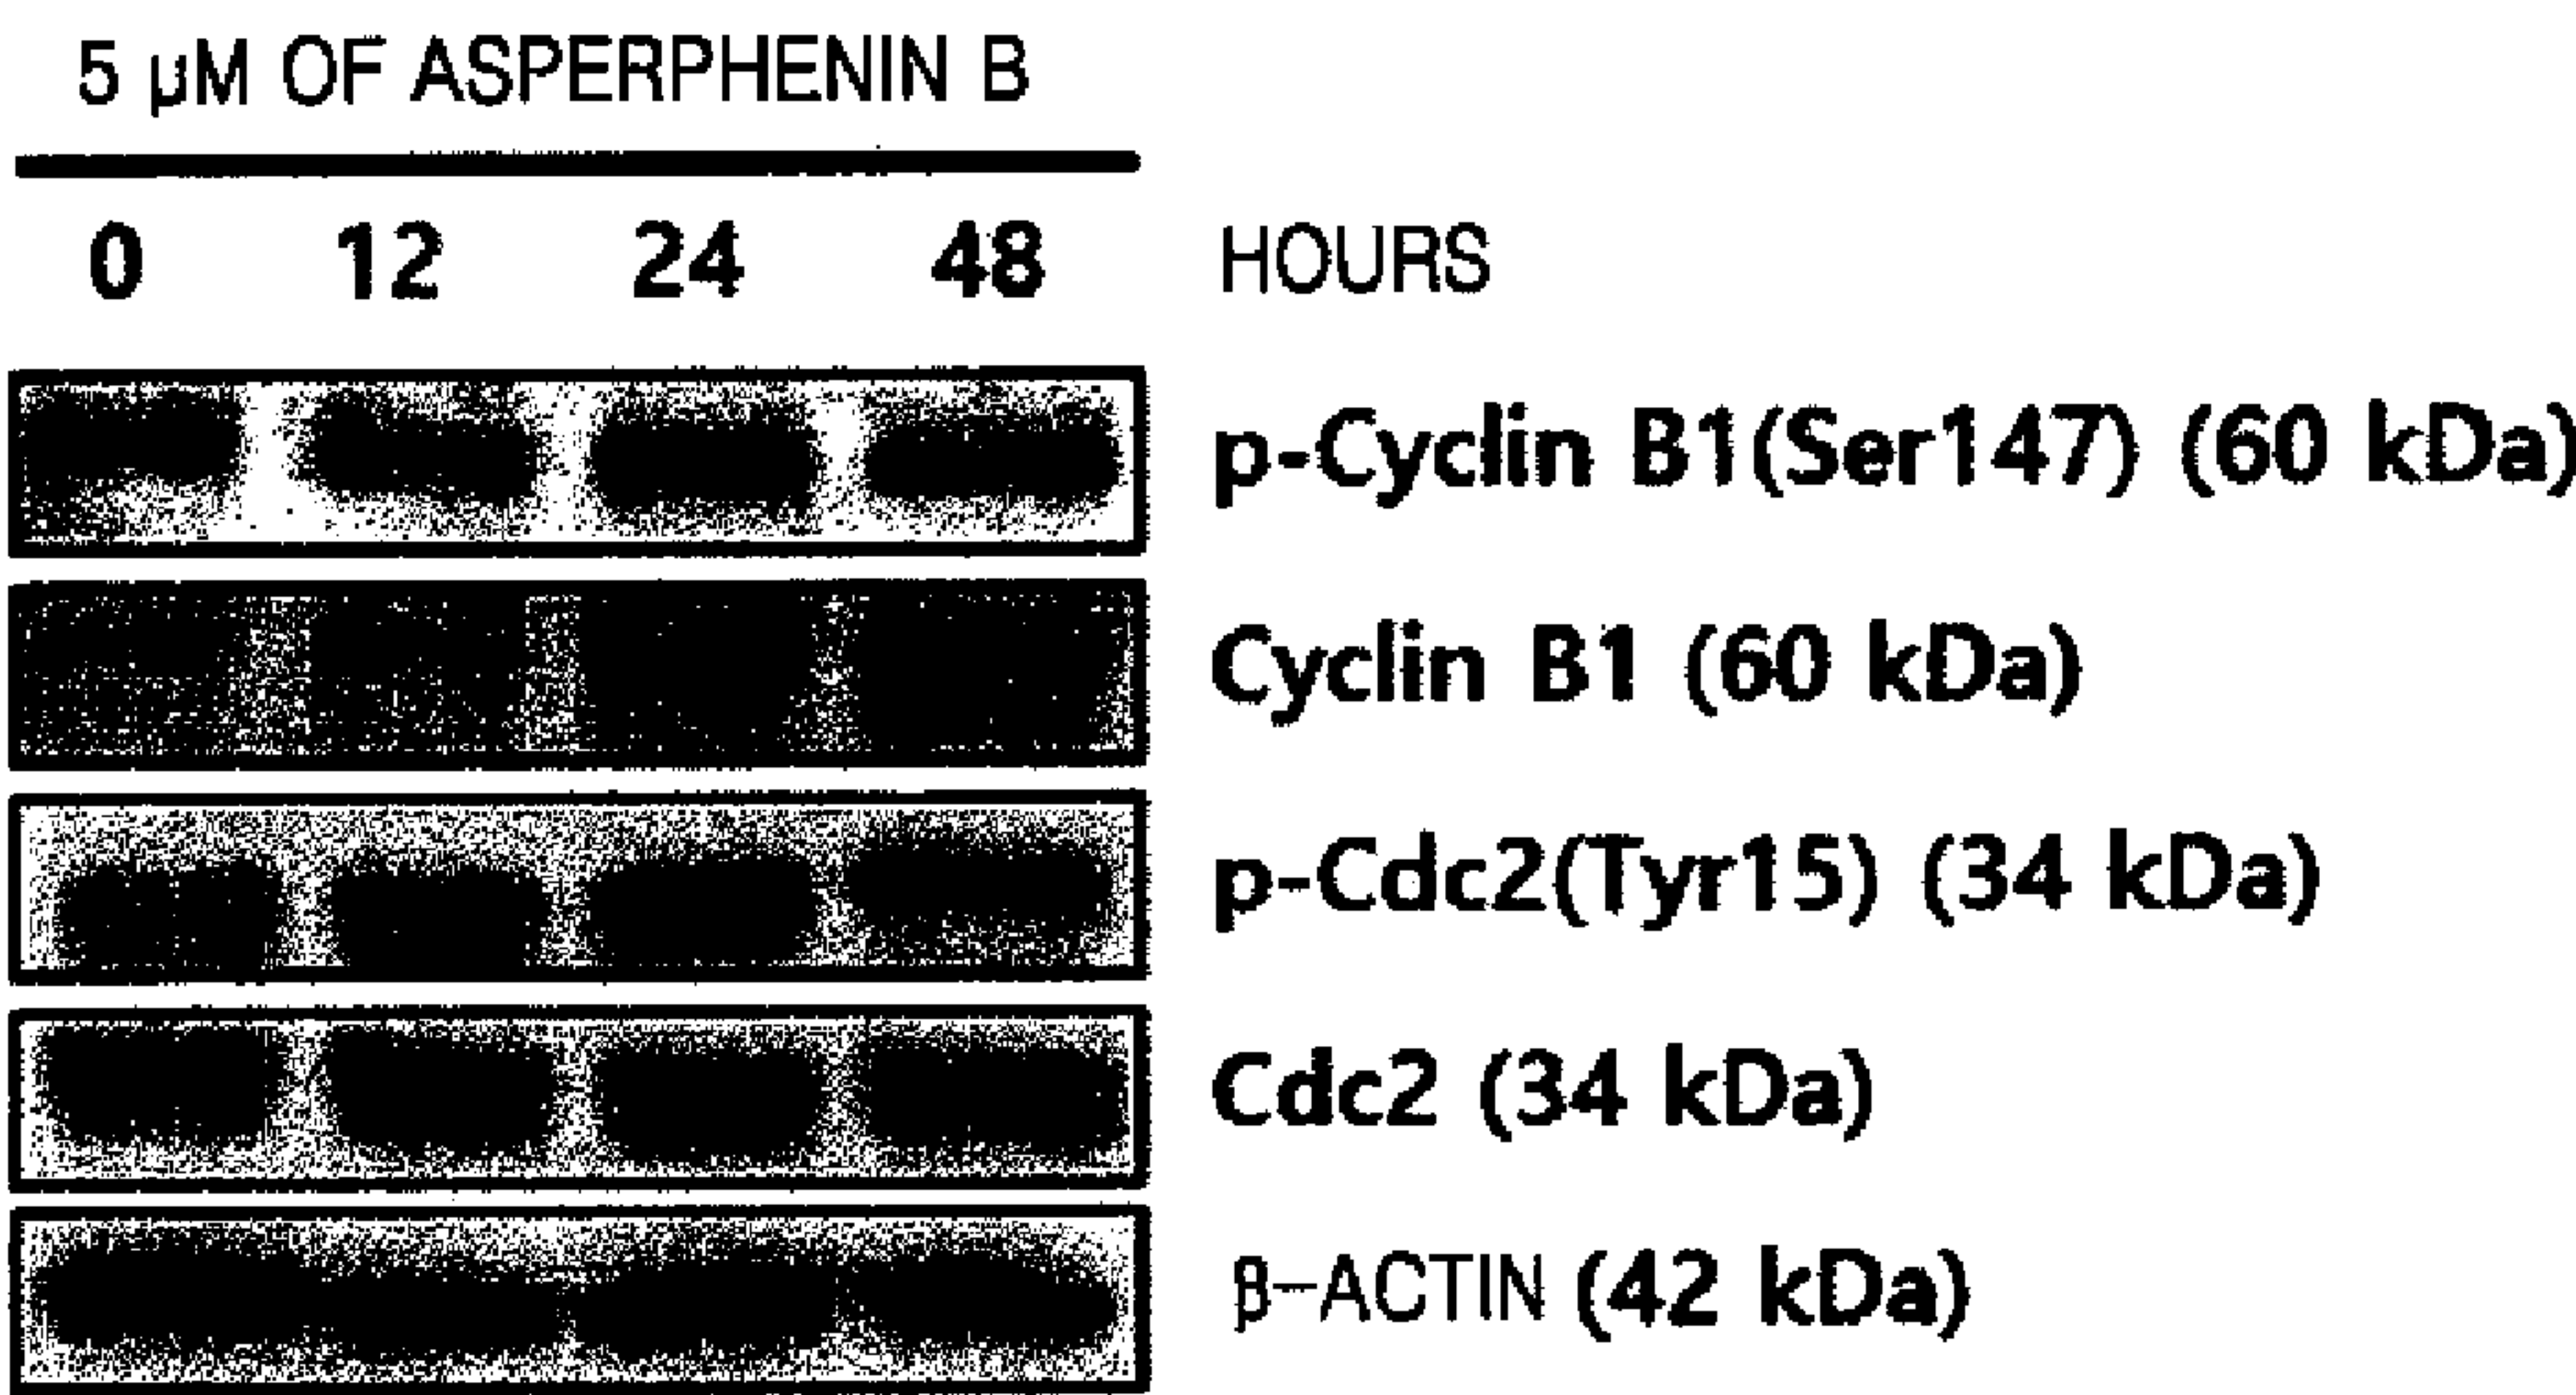 5 µM OF ASPERPHENIN B
0 12 24 48 HOURS
p-Cyclin B1(Ser147) (60 kDa)
Cyclin B1 (60 kDa)
p-Cdc2(Tyr15) (34 kDa)
Cdc2 (34 kDa)
β-ACTIN (42 kDa)